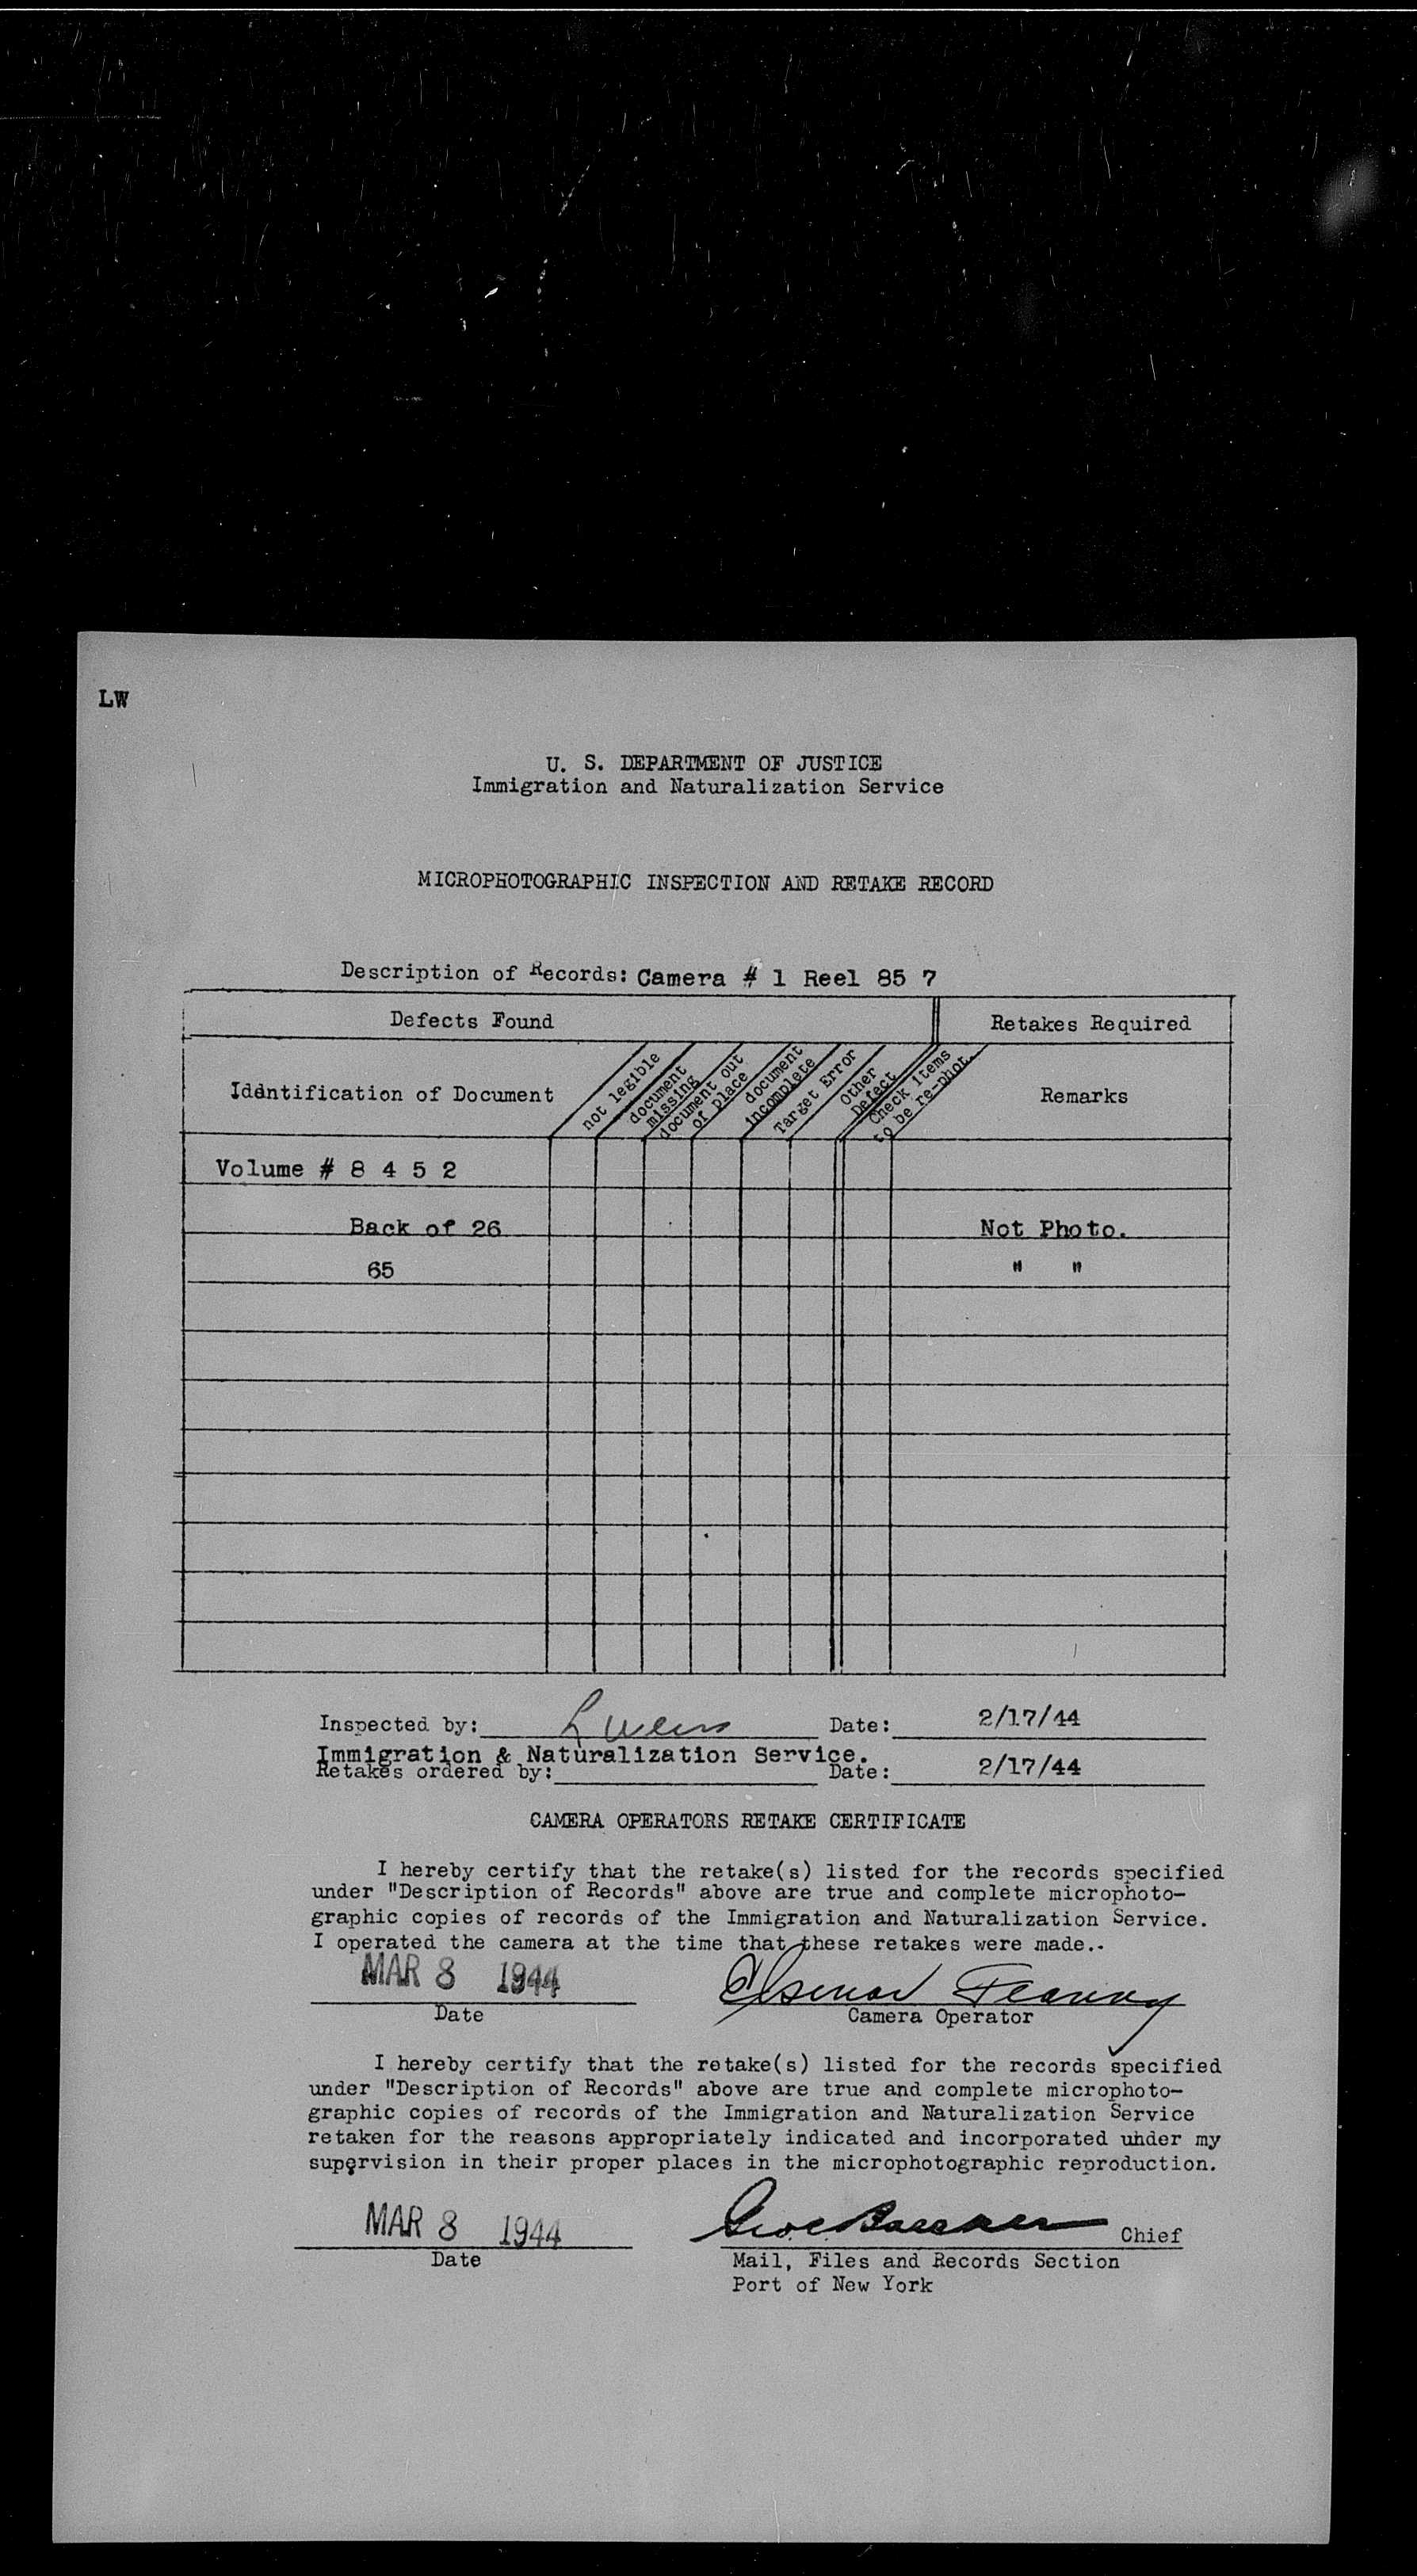 LW
U. S. DEPARTMENT OF JUSTICE
Immigration and Naturalization Service
MICROPHOTOGRAPHIC INSPECTION AND RETAKE RECORD
Description of Records: Camera # 1 Reel 85 7
Defects Found
Retakes Required
Idéntification of Document
not legible
document missing
document out of place
document incomplete
Target Error
Other Defect
Check items to be re-phot.
Remarks
Volume # 8 4 5 2
Back of 26 Not Photo.
65 " "
Inspected by: L Weiss Date: 2/17/44
Immigration & Naturalization Service.
Retakes ordered by: Date: 2/17/44
CAMERA OPERATORS RETAKE CERTIFICATE
I hereby certify that the retake(s) listed for the records specified
under "Description of Records" above are true and complete microphoto-
graphic copies of records of the Immigration and Naturalization Service.
I operated the camera at the time that these retakes were made..
MAR 8 1944
Date
Camera Operator
I hereby certify that the retake(s) listed for the records specified
under "Description of Records" above are true and complete microphoto-
graphic copies of records of the Immigration and Naturalization Service
retaken for the reasons appropriately indicated and incorporated under my
supervision in their proper places in the microphotographic reproduction.
MAR 8 1944
Chief
Date
Mail, Files and Records Section
Port of New York